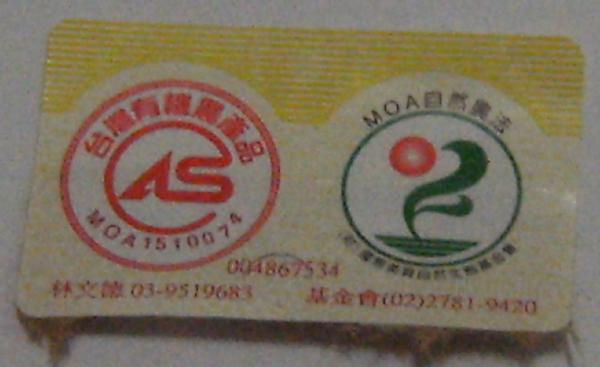 台灣有機農產品
AS
MOA1510074
MOA自然農法
004867534
林文德 03-9519683
基金會(02)2781-9420